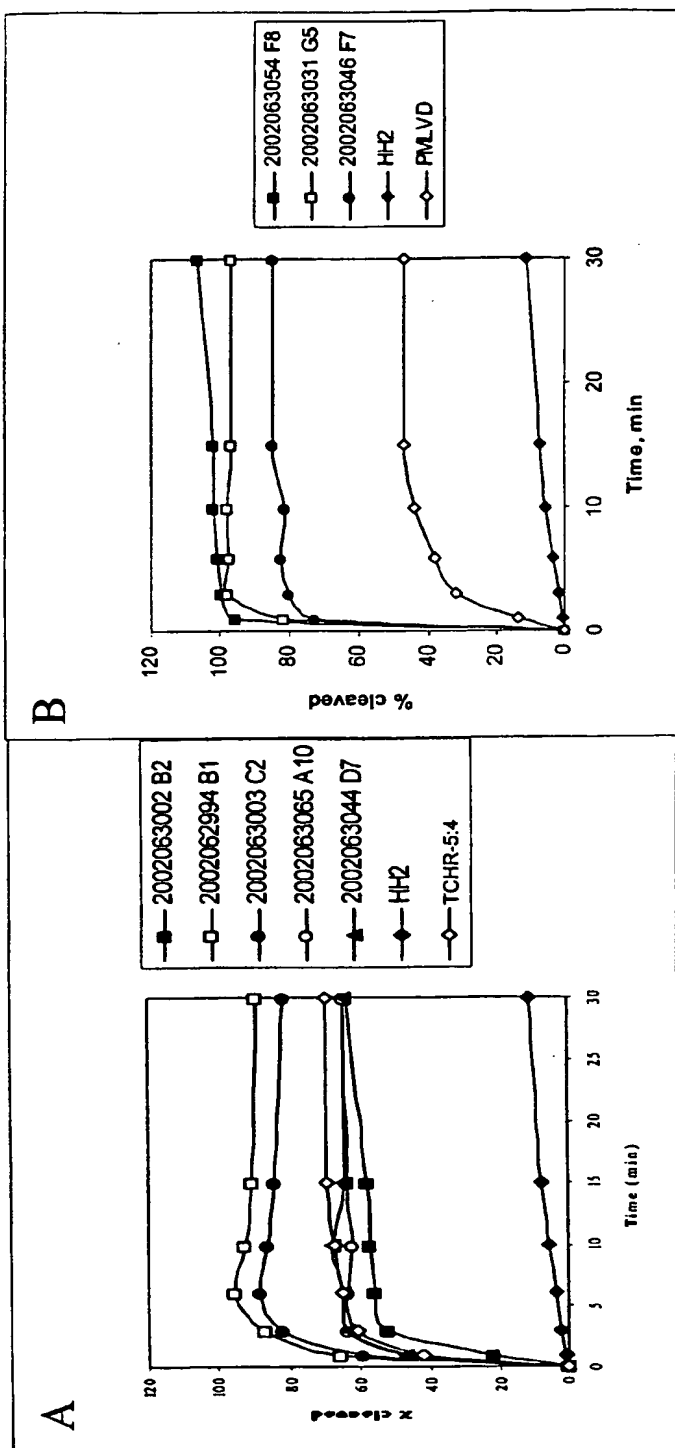 A
% cleaved
120
100
80
60
40
20
0
0
5
10
15
20
25
30
Time (min)
2002063002 B2
2002062994 B1
2002063003 C2
2002063065 A10
2002063044 D7
HH2
TCHR-5:4
B
% cleaved
120
100
80
60
40
20
0
0
10
20
30
Time, min
2002063054 F8
2002063031 G5
2002063046 F7
HH2
PMLVD